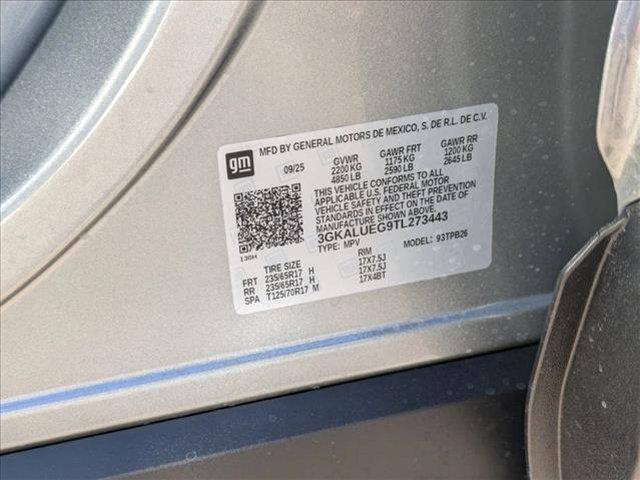 gm
MFD BY GENERAL MOTORS DE MEXICO, S. DE R.L. DE C.V.
09/25 GVWR GAWR FRT GAWR RR
2200 KG 1175 KG 1200 KG
4850 LB 2590 LB 2645 LB
THIS VEHICLE CONFORMS TO ALL
APPLICABLE U.S. FEDERAL MOTOR
VEHICLE SAFETY AND THEFT PREVENTION
STANDARDS IN EFFECT ON THE DATE OF
MANUFACTURE SHOWN ABOVE.
3GKALUEG9TL273443
TYPE: MPV MODEL: 93TPB26
130H
TIRE SIZE RIM
FRT 235/65R17 H 17X7.5J
RR 235/65R17 H 17X7.5J
SPA T125/70R17 M 17X4BT